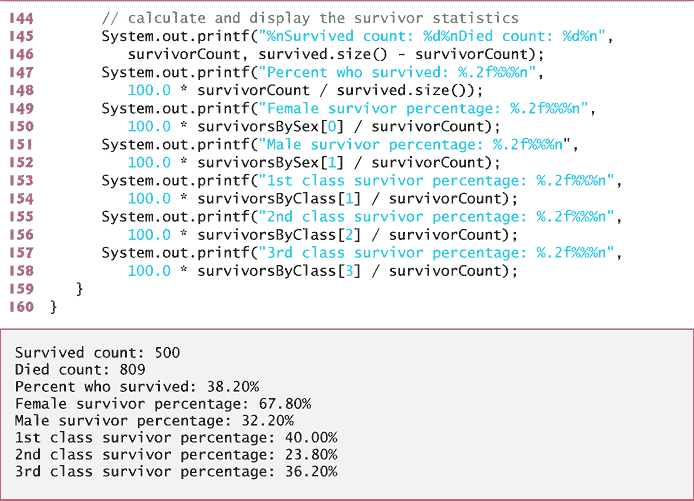 144 // calculate and display the survivor statistics
145 System.out.printf("%nSurvived count: %d%nDied count: %d%n",
146 survivorCount, survived.size() - survivorCount);
147 System.out.printf("Percent who survived: %.2f%%%n",
148 100.0 * survivorCount / survived.size());
149 System.out.printf("Female survivor percentage: %.2f%%%n",
150 100.0 * survivorsBySex[0] / survivorCount);
151 System.out.printf("Male survivor percentage: %.2f%%%n",
152 100.0 * survivorsBySex[1] / survivorCount);
153 System.out.printf("1st class survivor percentage: %.2f%%%n",
154 100.0 * survivorsByClass[1] / survivorCount);
155 System.out.printf("2nd class survivor percentage: %.2f%%%n",
156 100.0 * survivorsByClass[2] / survivorCount);
157 System.out.printf("3rd class survivor percentage: %.2f%%%n",
158 100.0 * survivorsByClass[3] / survivorCount);
159 }
160 }
Survived count: 500
Died count: 809
Percent who survived: 38.20%
Female survivor percentage: 67.80%
Male survivor percentage: 32.20%
1st class survivor percentage: 40.00%
2nd class survivor percentage: 23.80%
3rd class survivor percentage: 36.20%